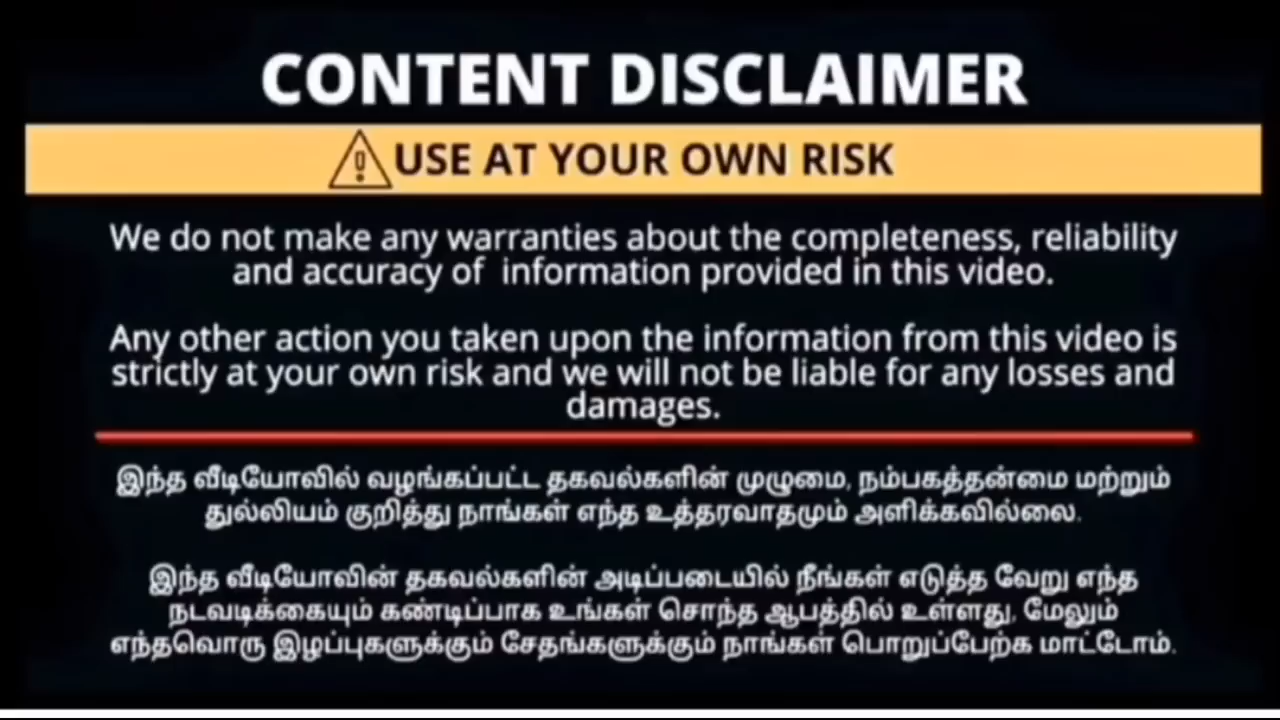 CONTENT DISCLAIMER
USE AT YOUR OWN RISK
We do not make any warranties about the completeness, reliability
and accuracy of information provided in this video.
Any other action you taken upon the information from this video is
strictly at your own risk and we will not be liable for any losses and
damages.
இந்த வீடியோவில் வழங்கப்பட்ட தகவல்களின் முழுமை, நம்பகத்தன்மை மற்றும்
துல்லியம் குறித்து நாங்கள் எந்த உத்தரவாதமும் அளிக்கவில்லை.
இந்த வீடியோவின் தகவல்களின் அடிப்படையில் நீங்கள் எடுத்த வேறு எந்த
நடவடிக்கையும் கண்டிப்பாக உங்கள் சொந்த ஆபத்தில் உள்ளது, மேலும்
எந்தவொரு இழப்புகளுக்கும் சேதங்களுக்கும் நாங்கள் பொறுப்பேற்க மாட்டோம்.